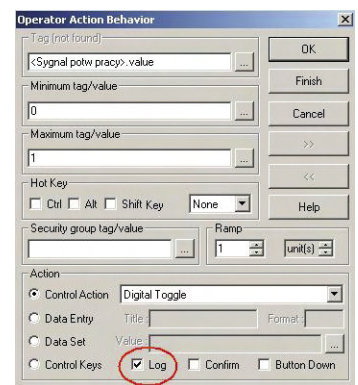 Operator Action Behavior
Tag (not found)
<Sygnal potw pracy>.value
...
OK
Minimum tag/value
0
...
Finish
Cancel
Maximum tag/value
1
...
>>
<<
Hot Key
Ctrl Alt Shift Key None
Help
Security group tag/value
...
Ramp
1 unit(s)
Action
Control Action Digital Toggle
Data Entry Title: Format:
Data Set Value: ...
Control Keys Log Confirm Button Down